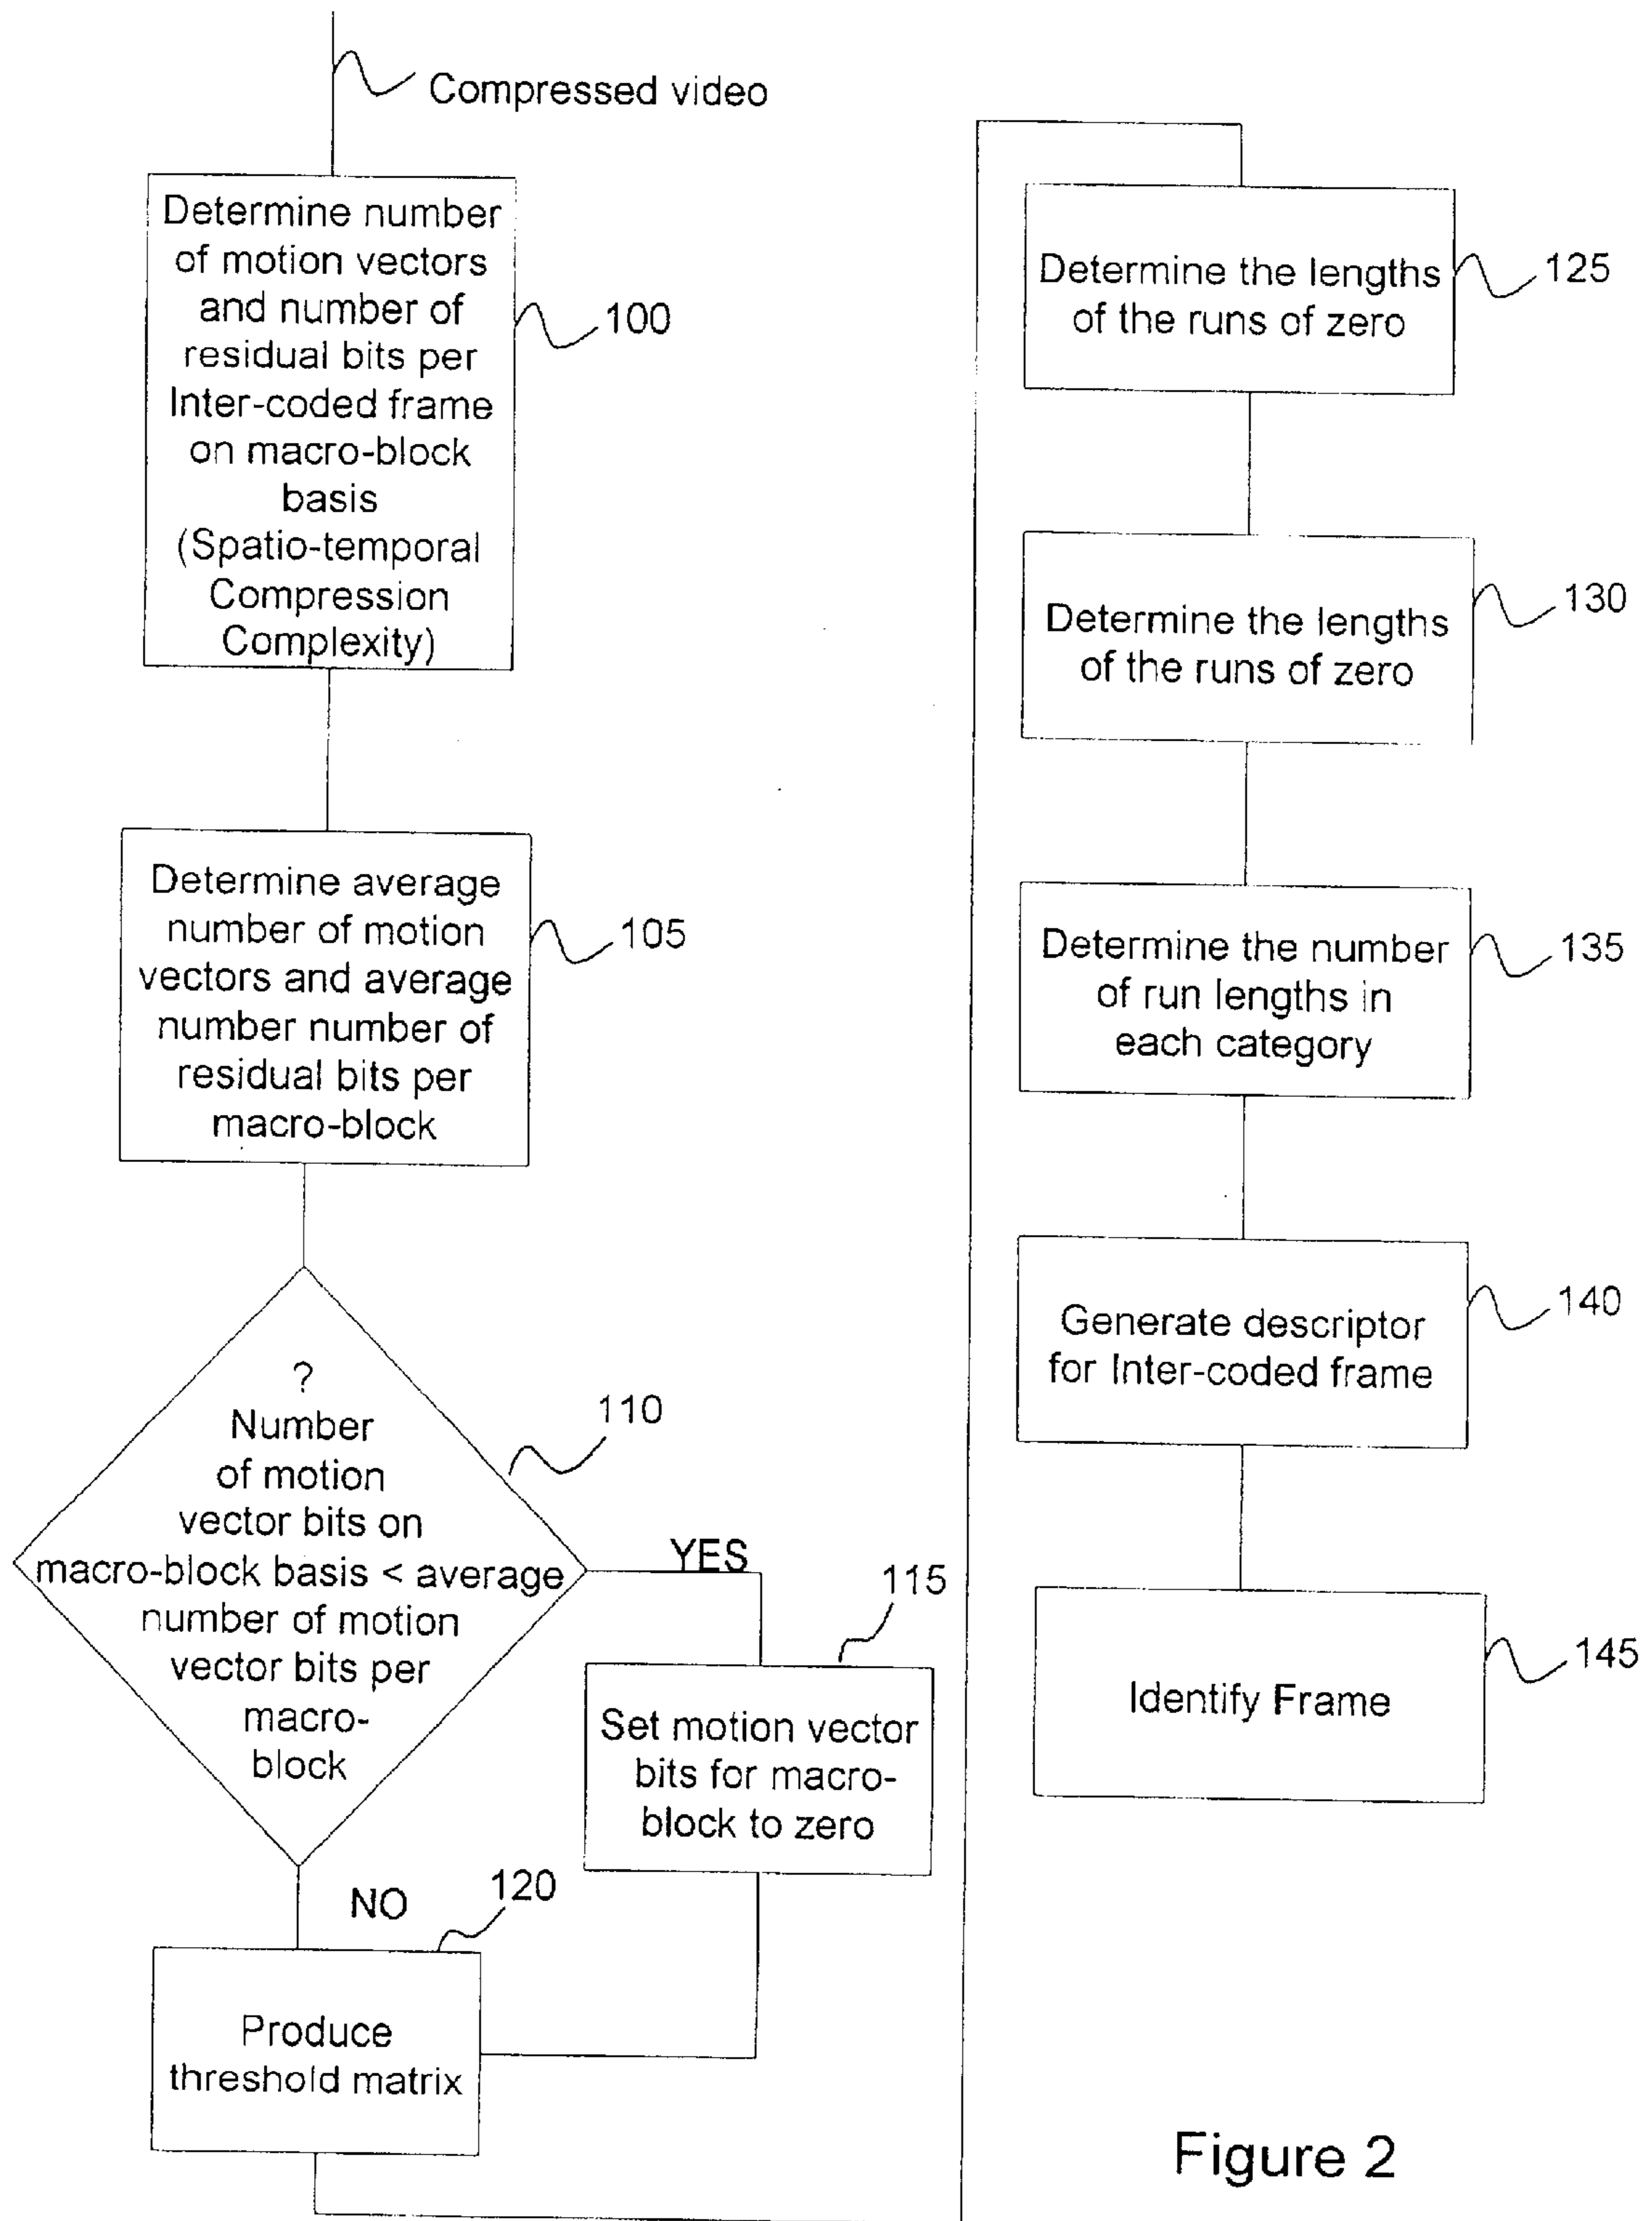 Compressed video
Determine number
of motion vectors
and number of
residual bits per
Inter-coded frame
on macro-block
basis
(Spatio-temporal
Compression
Complexity)
100
Determine average
number of motion
vectors and average
number number of
residual bits per
macro-block
105
?
Number
of motion
vector bits on
macro-block basis < average
number of motion
vector bits per
macro-
block
110
YES
115
Set motion vector
bits for macro-
block to zero
NO
120
Produce
threshold matrix
Determine the lengths
of the runs of zero
125
Determine the lengths
of the runs of zero
130
Determine the number
of run lengths in
each category
135
Generate descriptor
for Inter-coded frame
140
Identify Frame
145
Figure 2